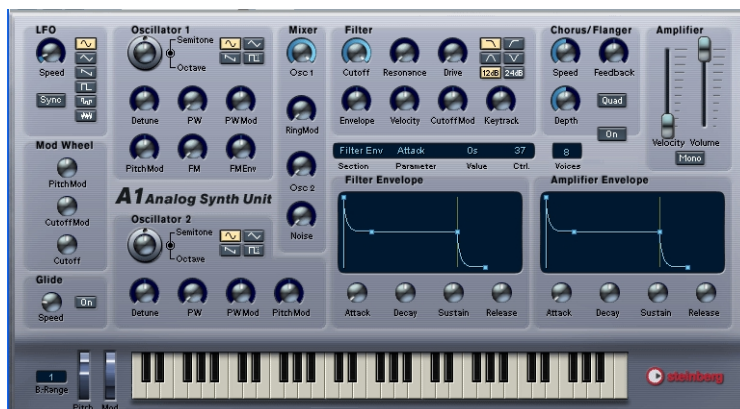 LFO
Speed
Sync
Mod Wheel
PitchMod
CutoffMod
Cutoff
Glide
Speed On
Oscillator 1
Semitone
Octave
Detune PW PWMod
PitchMod FM FMEnv
A1 Analog Synth Unit
Oscillator 2
Semitone
Octave
Detune PW PWMod PitchMod
Mixer
Osc 1
RingMod
Osc 2
Noise
Filter
Cutoff Resonance Drive 12dB 24dB
Envelope Velocity CutoffMod Keytrack
Filter Env Attack 0s 37
Section Parameter Value Ctrl.
8
Voices
Chorus/Flanger
Speed Feedback
Quad
Depth
On
Amplifier
Velocity Volume
Mono
Filter Envelope
Attack Decay Sustain Release
Amplifier Envelope
Attack Decay Sustain Release
1
B.Range
Pitch Mod
steinberg